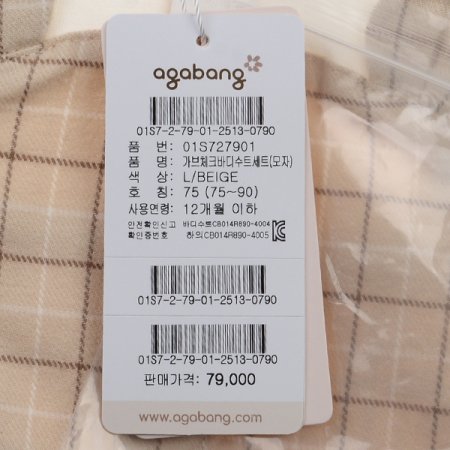 agabang
01S7-2-79-01-2513-0790
품 번: 01S727901
품 명: 가브체크바디수트세트(모자)
색 상: L/BEIGE
호 칭: 75 (75~90)
사용연령: 12개월 이하
안전확인신고 바디수트CB014R890-4004
확인증번호 하의CB014R890-4005
01S7-2-79-01-2513-0790
01S7-2-79-01-2513-0790
판매가격: 79,000
www.agabang.com